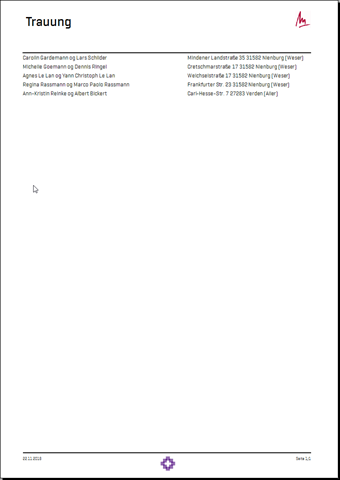 Trauung
Carolin Gardemann og Lars Schilder Mindener Landstraße 35 31582 Nienburg (Weser)
Michelle Goemann og Dennis Ringel Gretschmarstraße 17 31582 Nienburg (Weser)
Agnes Le Lan og Yann Christoph Le Lan Weichselstraße 17 31582 Nienburg (Weser)
Regina Rassmann og Marco Paolo Rassmann Frankfurter Str. 23 31582 Nienburg (Weser)
Ann-Kristin Reinke og Albert Bickert Carl-Hesse-Str. 7 27283 Verden (Aller)
20.11.2018 Seite 1/1